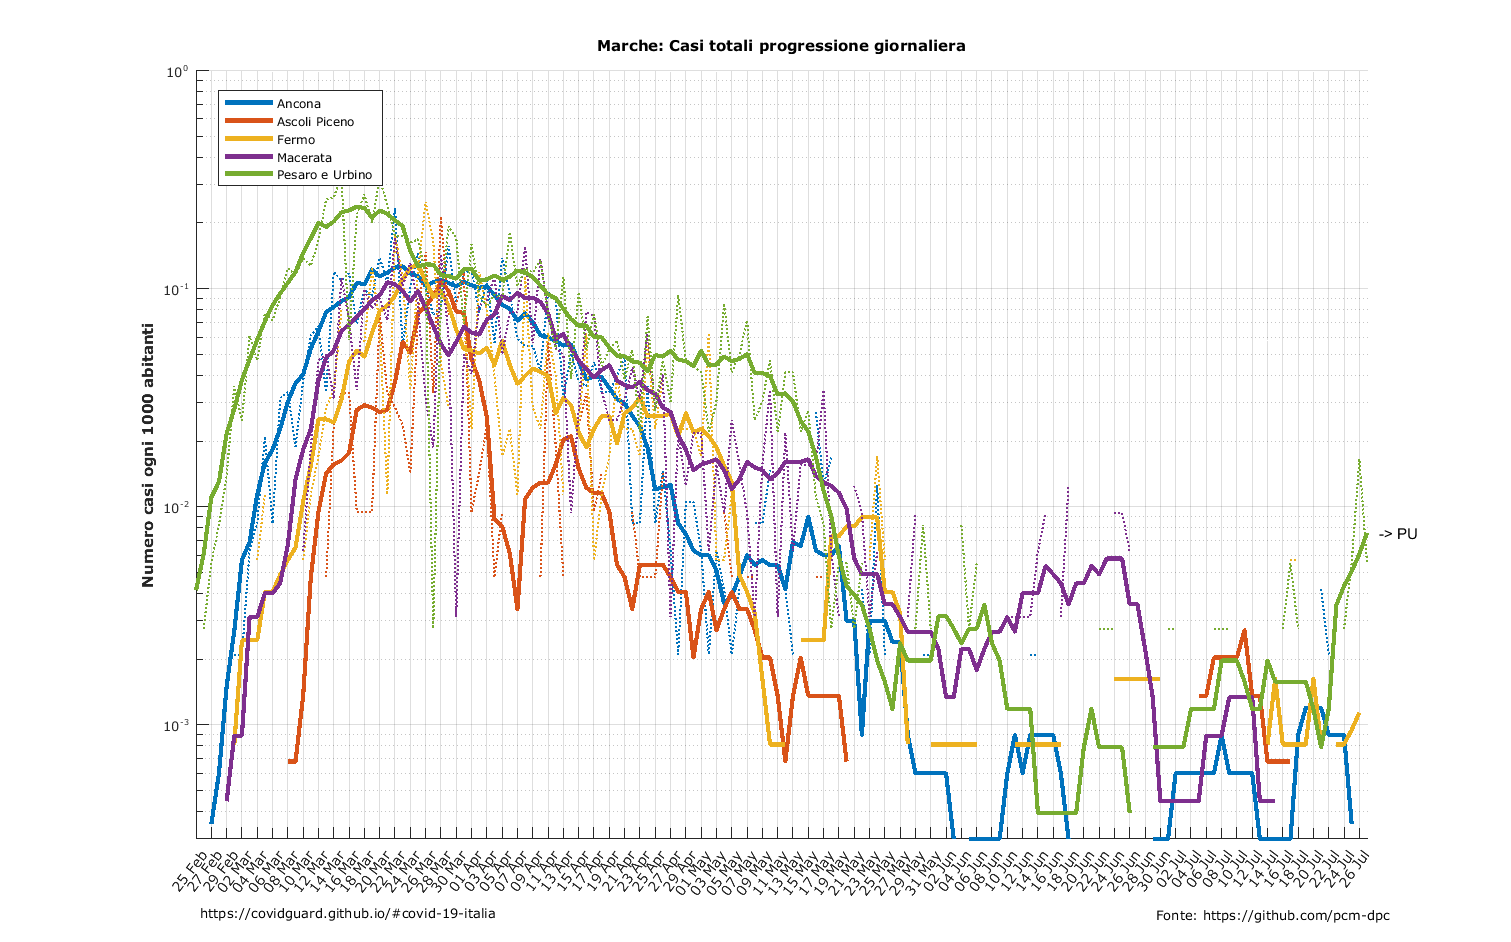 Marche: Casi totali progressione giornaliera
10⁰
10⁻¹
10⁻²
10⁻³
Numero casi ogni 1000 abitanti
Ancona
Ascoli Piceno
Fermo
Macerata
Pesaro e Urbino
-> PU
25 Feb
27 Feb
29 Feb
02 Mar
04 Mar
06 Mar
08 Mar
10 Mar
12 Mar
14 Mar
16 Mar
18 Mar
20 Mar
22 Mar
24 Mar
26 Mar
28 Mar
30 Mar
01 Apr
03 Apr
05 Apr
07 Apr
09 Apr
11 Apr
13 Apr
15 Apr
17 Apr
19 Apr
21 Apr
23 Apr
25 Apr
27 Apr
29 Apr
01 May
03 May
05 May
07 May
09 May
11 May
13 May
15 May
17 May
19 May
21 May
23 May
25 May
27 May
29 May
31 May
02 Jun
04 Jun
06 Jun
08 Jun
10 Jun
12 Jun
14 Jun
16 Jun
18 Jun
20 Jun
22 Jun
24 Jun
26 Jun
28 Jun
30 Jun
02 Jul
04 Jul
06 Jul
08 Jul
10 Jul
12 Jul
14 Jul
16 Jul
18 Jul
20 Jul
22 Jul
24 Jul
26 Jul
https://covidguard.github.io/#covid-19-italia
Fonte: https://github.com/pcm-dpc